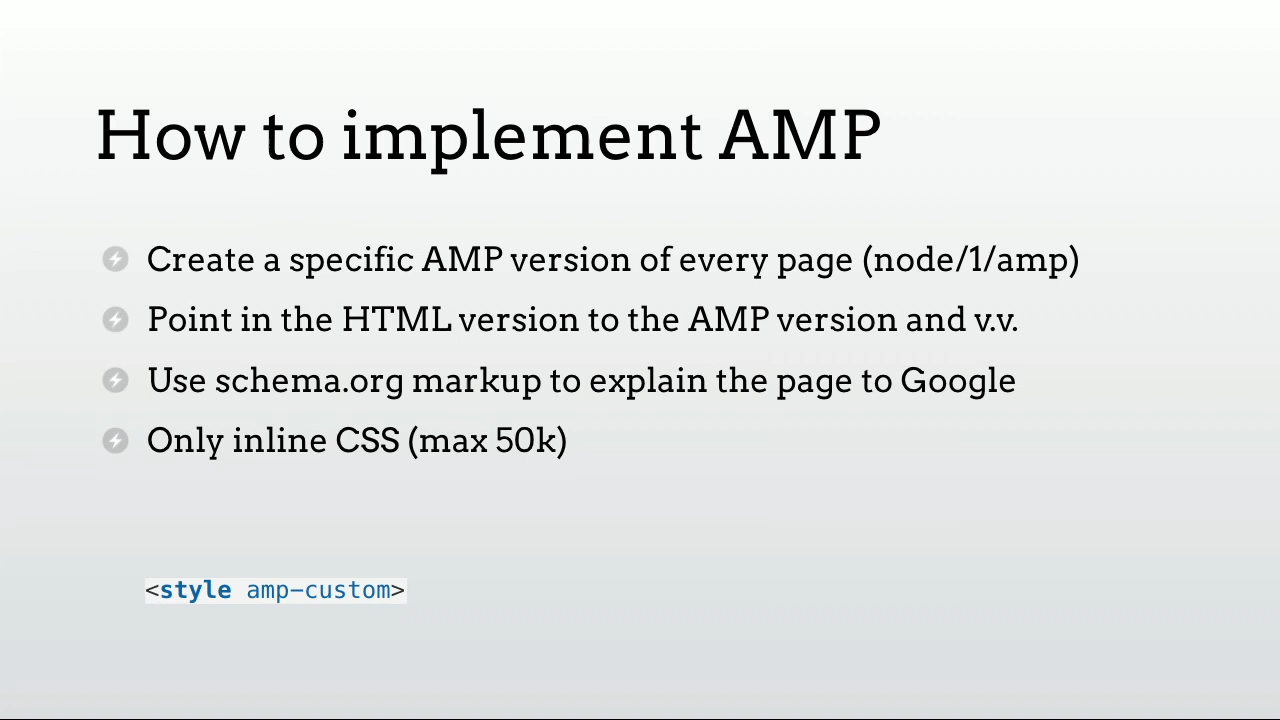 How to implement AMP
Create a specific AMP version of every page (node/1/amp)
Point in the HTML version to the AMP version and v.v.
Use schema.org markup to explain the page to Google
Only inline CSS (max 50k)
<style amp-custom>